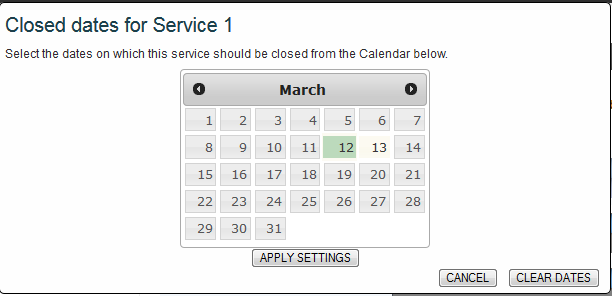 Closed dates for Service 1
Select the dates on which this service should be closed from the Calendar below.
March
1 2 3 4 5 6 7
8 9 10 11 12 13 14
15 16 17 18 19 20 21
22 23 24 25 26 27 28
29 30 31
APPLY SETTINGS
CANCEL CLEAR DATES